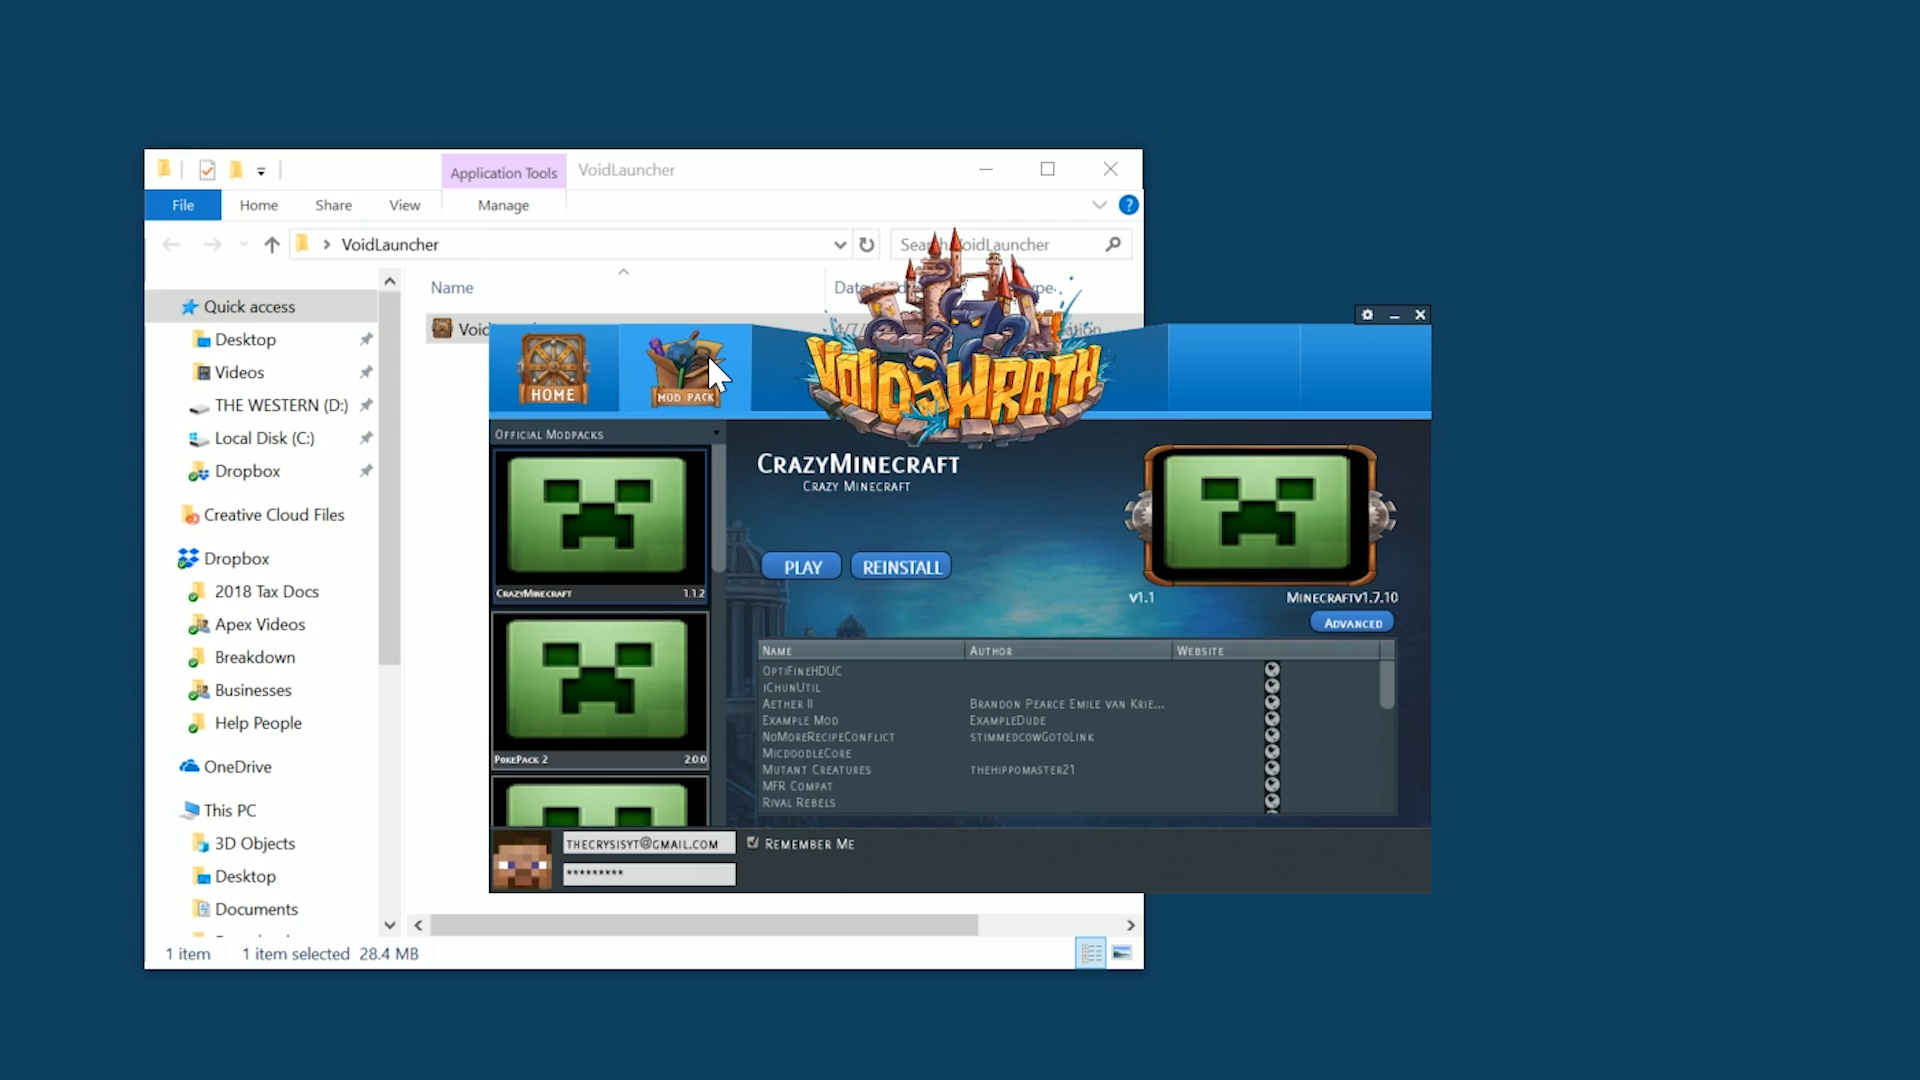 Application Tools
VoidLauncher
File
Home
Share
View
Manage
VoidLauncher
Name
Quick access
Desktop
Videos
THE WESTERN (D:)
Local Disk (C:)
Dropbox
Creative Cloud Files
Dropbox
2018 Tax Docs
Apex Videos
Breakdown
Businesses
Help People
OneDrive
This PC
3D Objects
Desktop
Documents
1 item
1 item selected 28.4 MB
HOME
MOD PACK
VOIDSWRATH
OFFICIAL MODPACKS
CRAZYMINECRAFT
1.1.2
POKEPACK 2
2.0.0
CRAZYMINECRAFT
CRAZY MINECRAFT
PLAY
REINSTALL
V1.1
MINECRAFTV1.7.10
ADVANCED
NAME
AUTHOR
WEBSITE
OPTIFINEHDUC
ICHUNUTIL
AETHER II
BRANDON PEARCE EMILE VAN KRIE...
EXAMPLE MOD
EXAMPLEDUDE
NOMORERECIPECONFLICT
STIMMEDCOWGOTOLINK
MICDOODLECORE
MUTANT CREATURES
THEHIPPOMASTER21
MFR COMPAT
RIVAL REBELS
THECRYSISYT@GMAIL.COM
*********
REMEMBER ME